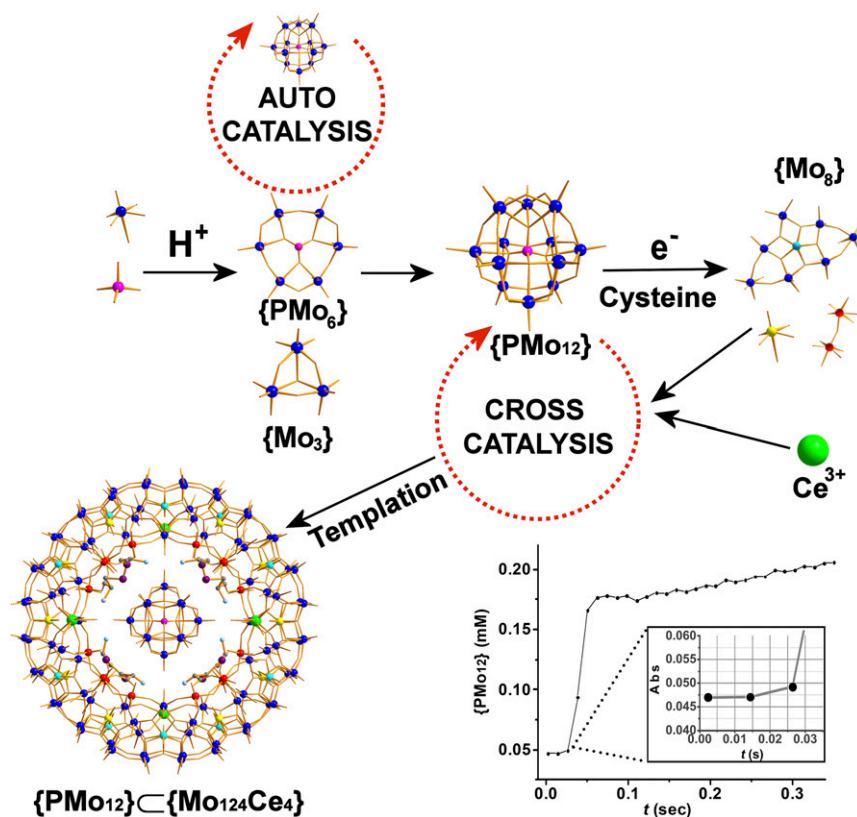 AUTO
CATALYSIS
H⁺
{PMo₆}
{Mo₃}
{PMo₁₂}
e⁻
Cysteine
{Mo₈}
CROSS
CATALYSIS
Ce³⁺
Templation
{PMo₁₂}⊂{Mo₁₂₄Ce₄}
{PMo₁₂} (mM)
0.20
0.15
0.10
0.05
0.0
0.1
0.2
0.3
t (sec)
Abs
0.060
0.055
0.050
0.045
0.040
0.00
0.01
0.02
0.03
t (s)